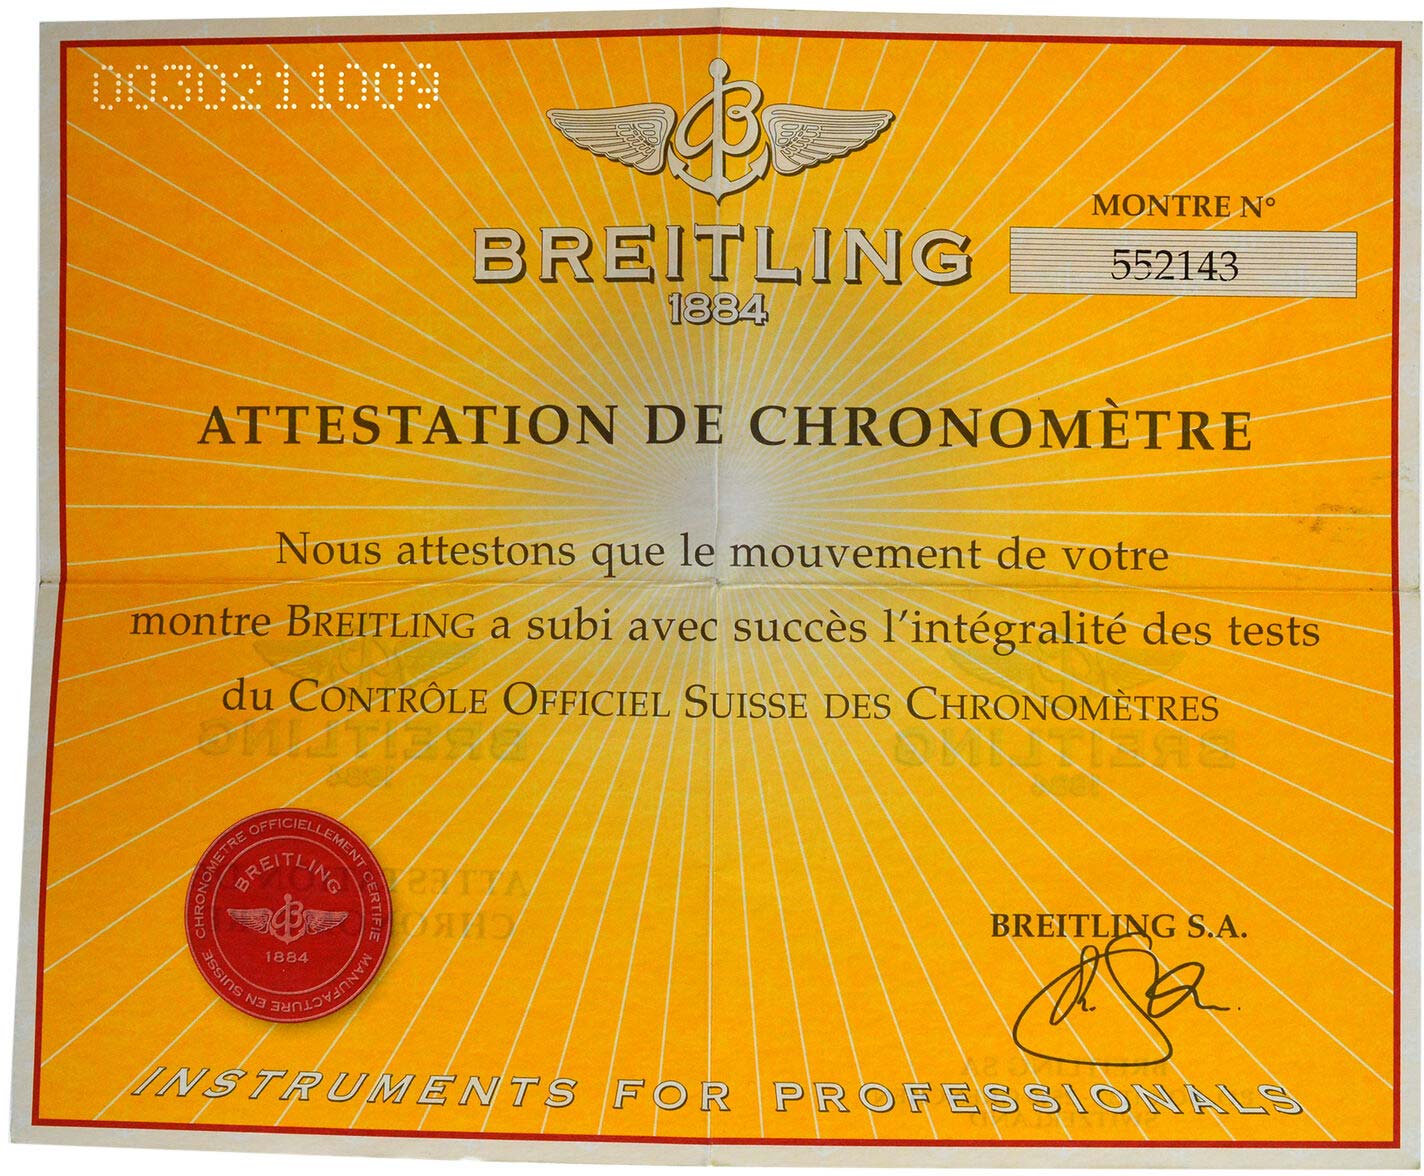 0030211009
BREITLING
1884
MONTRE N°
552143
ATTESTATION DE CHRONOMÈTRE
Nous attestons que le mouvement de votre
montre BREITLING a subi avec succès l'intégralité des tests
du CONTRÔLE OFFICIEL SUISSE DES CHRONOMÈTRES
CHRONOMETRE OFFICIELLEMENT CERTIFIE MANUFACTURE EN SUISSE
BREITLING
1884
BREITLING S.A.
INSTRUMENTS FOR PROFESSIONALS